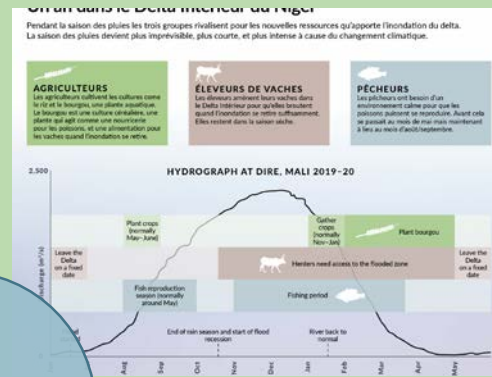 Un an dans le Delta Intérieur du Niger
Pendant la saison des pluies les trois groupes rivalisent pour les nouvelles ressources qu'apporte l'inondation du delta.
La saison des pluies devient plus imprévisible, plus courte, et plus intense à cause du changement climatique.
AGRICULTEURS
Les agriculteurs cultivent les cultures comme
le riz et le bourgou, une plante aquatique.
Le bourgou est une culture céréalière, une
plante qui agit comme une nourricerie
pour les poissons, et une alimentation pour
les vaches quand l'inondation se retire.
ÉLEVEURS DE VACHES
Les éleveurs amènent leurs vaches dans
le Delta Intérieur pour qu'elles broutent
quand l'inondation se retire suffisamment.
Elles restent dans la saison sèche.
PÊCHEURS
Les pêcheurs ont besoin d'un
environnement calme pour que les
poissons puissent se reproduire. Avant cela
se passait au mois de mai mais maintenant
à lieu au mois d'août/septembre.
2,500
HYDROGRAPH AT DIRE, MALI 2019–20
Plant crops
(normally
May–June)
Gather
crops
(normally
Nov–Jan)
Plant bourgou
Leave the
Delta
on a fixed
date
Herders need access to the flooded zone
Leave the
Delta
on a fixed
date
Fish reproduction
season (normally
around May)
Fishing period
End of rain season and start of flood
recession
River back to
normal
discharge (m³/s)
Aug
Sep
Oct
Nov
Dec
Jan
Feb
Mar
Apr
May